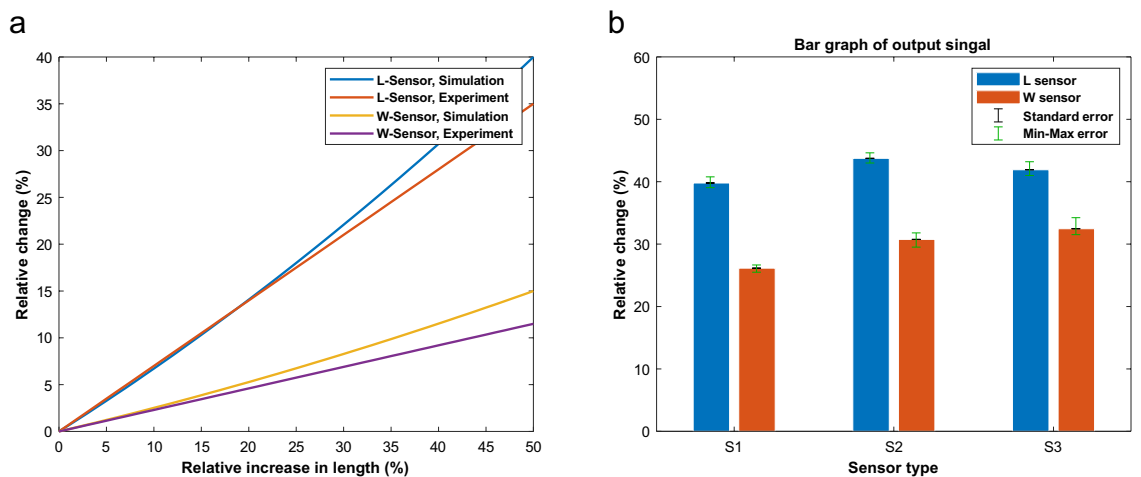 a
40
35
30
25
20
15
10
5
0
0 5 10 15 20 25 30 35 40 45 50
Relative change (%)
Relative increase in length (%)
L-Sensor, Simulation
L-Sensor, Experiment
W-Sensor, Simulation
W-Sensor, Experiment
b
Bar graph of output singal
60
50
40
30
20
10
0
S1 S2 S3
Relative change (%)
Sensor type
L sensor
W sensor
Standard error
Min-Max error